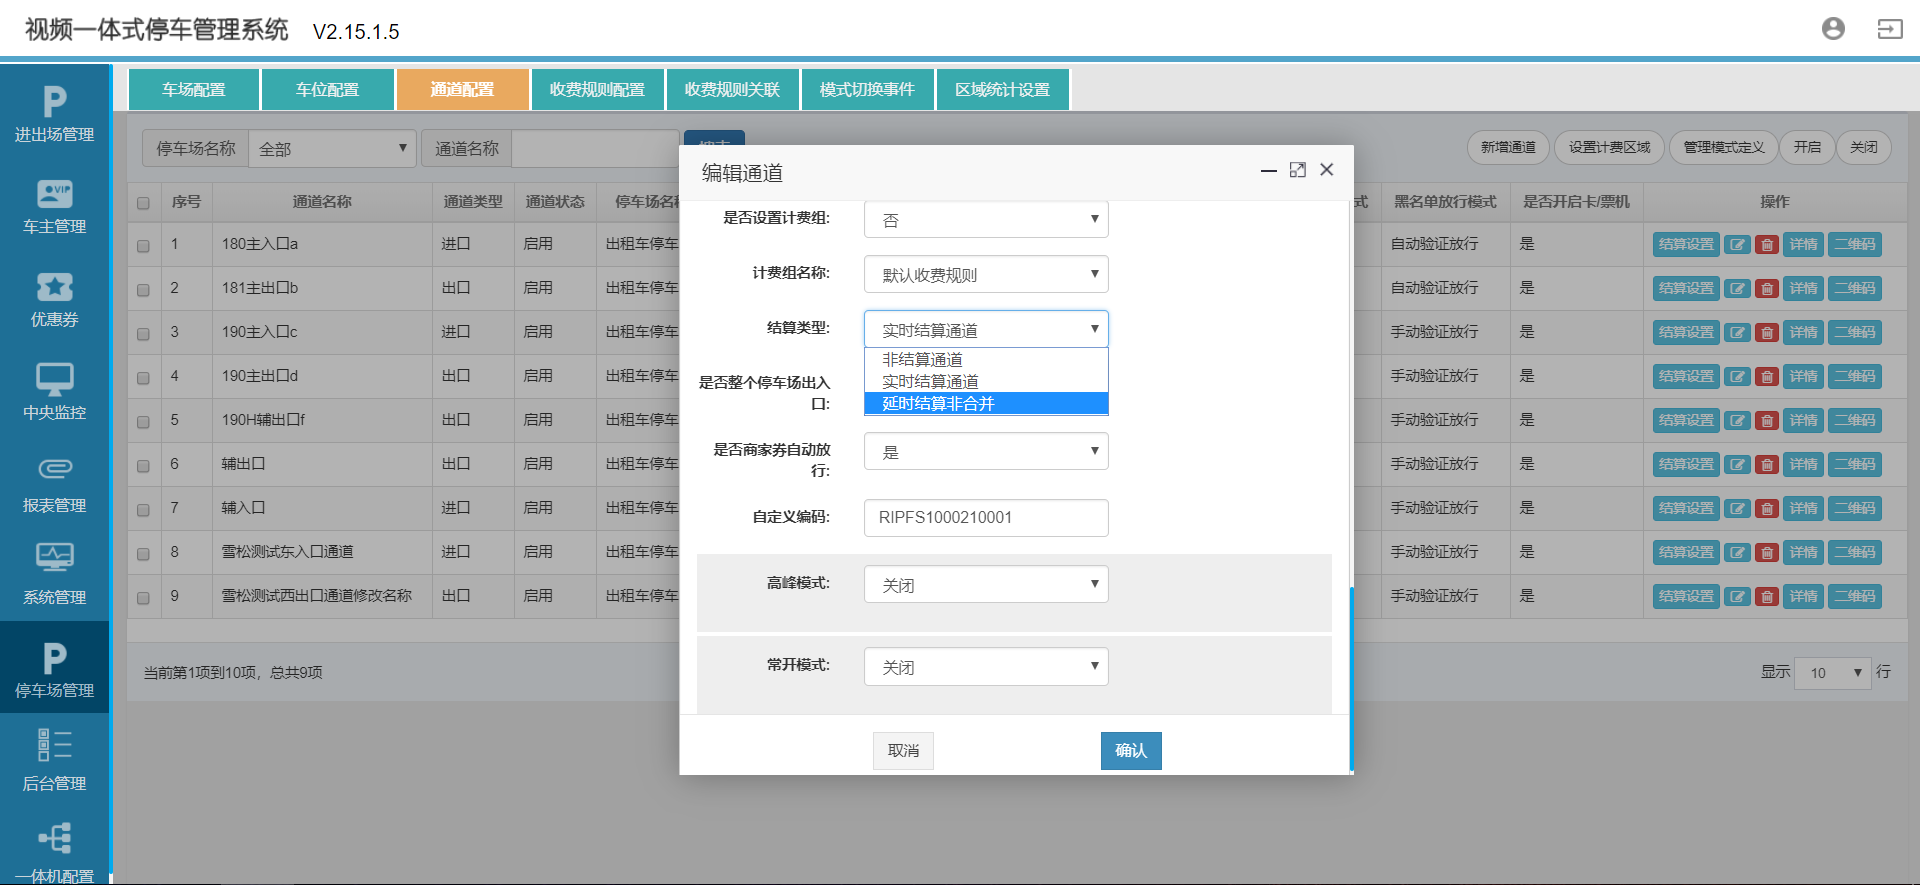 视频一体式停车管理系统 V2.15.1.5
进出场管理
VIP
车主管理
优惠券
中央监控
报表管理
系统管理
停车场管理
后台管理
一体机配置
车场配置 车位配置 通道配置 收费规则配置 收费规则关联 模式切换事件 区域统计设置
停车场名称 全部 通道名称
新增通道 设置计费区域 管理模式定义 开启 关闭
序号 通道名称 通道类型 通道状态 停车场名称 式 黑名单放行模式 是否开启卡/票机 操作
1 180主入口a 进口 启用 出租车停车 自动验证放行 是 结算设置 详情 二维码
2 181主出口b 出口 启用 出租车停车 自动验证放行 是 结算设置 详情 二维码
3 190主入口c 进口 启用 出租车停车 手动验证放行 是 结算设置 详情 二维码
4 190主出口d 出口 启用 出租车停车 手动验证放行 是 结算设置 详情 二维码
5 190H辅出口f 出口 启用 出租车停车 手动验证放行 是 结算设置 详情 二维码
6 辅出口 出口 启用 出租车停车 手动验证放行 是 结算设置 详情 二维码
7 辅入口 进口 启用 出租车停车 手动验证放行 是 结算设置 详情 二维码
8 雪松测试东入口通道 进口 启用 出租车停车 手动验证放行 是 结算设置 详情 二维码
9 雪松测试西出口通道修改名称 出口 启用 出租车停车 手动验证放行 是 结算设置 详情 二维码
当前第1项到10项，总共9项
显示 10 行
编辑通道
是否设置计费组: 否
计费组名称: 默认收费规则
结算类型: 实时结算通道
非结算通道
实时结算通道
延时结算非合并
是否整个停车场出入
口:
是否商家券自动放
行: 是
自定义编码: RIPFS1000210001
高峰模式: 关闭
常开模式: 关闭
取消 确认